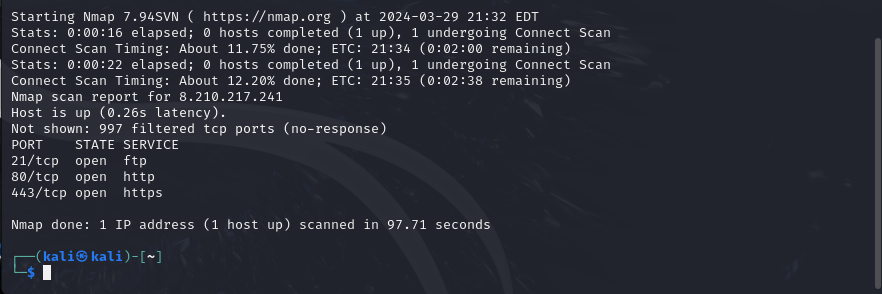 Starting Nmap 7.94SVN ( https://nmap.org ) at 2024-03-29 21:32 EDT
Stats: 0:00:16 elapsed; 0 hosts completed (1 up), 1 undergoing Connect Scan
Connect Scan Timing: About 11.75% done; ETC: 21:34 (0:02:00 remaining)
Stats: 0:00:22 elapsed; 0 hosts completed (1 up), 1 undergoing Connect Scan
Connect Scan Timing: About 12.20% done; ETC: 21:35 (0:02:38 remaining)
Nmap scan report for 8.210.217.241
Host is up (0.26s latency).
Not shown: 997 filtered tcp ports (no-response)
PORT    STATE SERVICE
21/tcp  open  ftp
80/tcp  open  http
443/tcp open  https
Nmap done: 1 IP address (1 host up) scanned in 97.71 seconds
┌──(kali㉿kali)-[~]
└─$